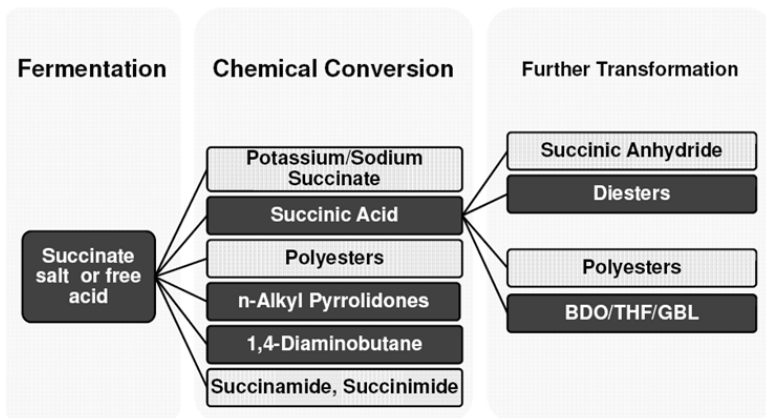 Fermentation
Chemical Conversion
Further Transformation
Succinate
salt or free
acid
Potassium/Sodium
Succinate
Succinic Acid
Polyesters
n-Alkyl Pyrrolidones
1,4-Diaminobutane
Succinamide, Succinimide
Succinic Anhydride
Diesters
Polyesters
BDO/THF/GBL